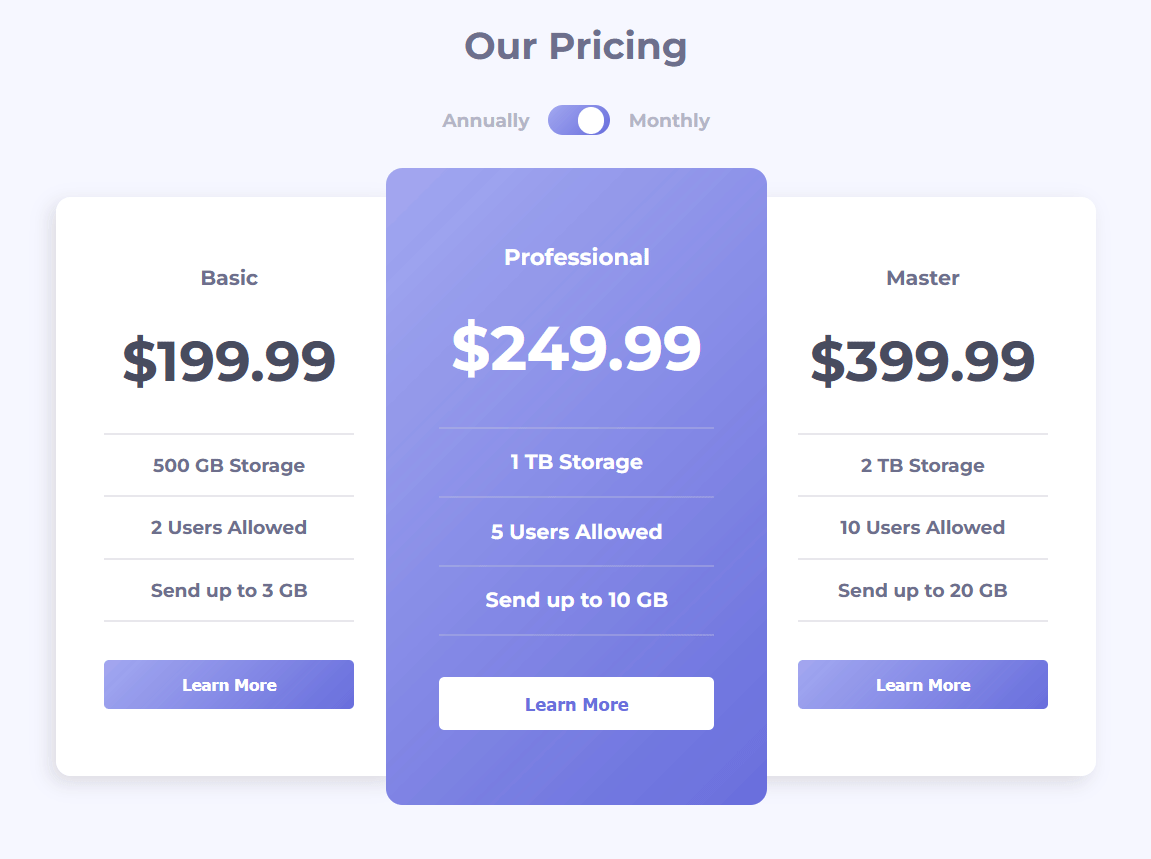 Our Pricing
Annually
Monthly
Basic
$199.99
500 GB Storage
2 Users Allowed
Send up to 3 GB
Learn More
Professional
$249.99
1 TB Storage
5 Users Allowed
Send up to 10 GB
Learn More
Master
$399.99
2 TB Storage
10 Users Allowed
Send up to 20 GB
Learn More